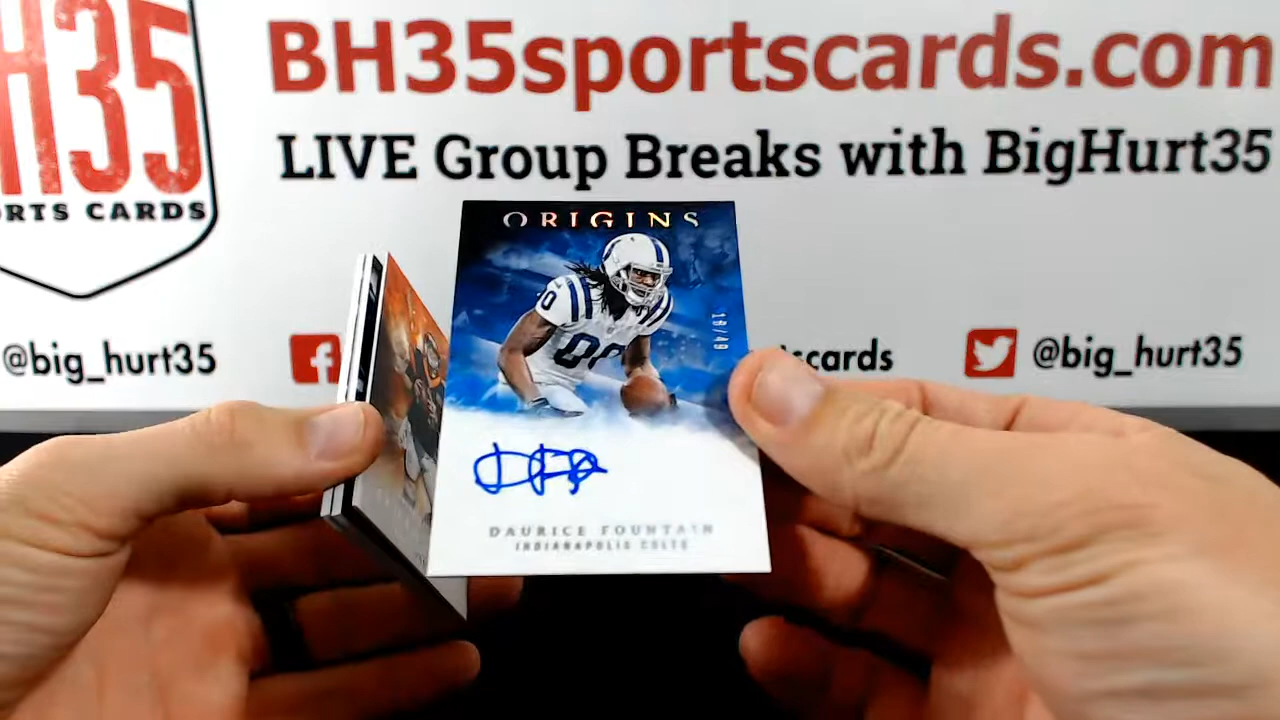 BH35sportscards.com
LIVE Group Breaks with BigHurt35
H35
RTS CARDS
@big_hurt35
scards
@big_hurt35
ORIGINS
18/49
DAURICE FOUNTAIN
INDIANAPOLIS COLTS